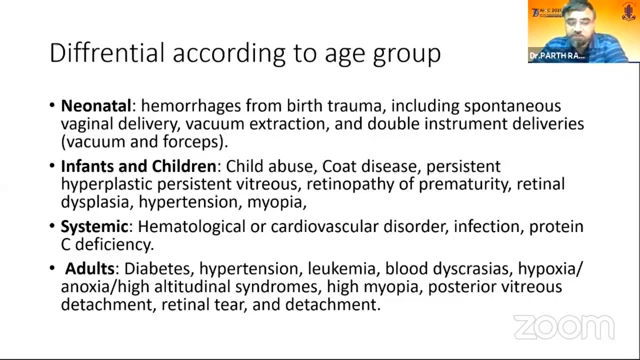 Diffrential according to age group
• Neonatal: hemorrhages from birth trauma, including spontaneous
vaginal delivery, vacuum extraction, and double instrument deliveries
(vacuum and forceps).
• Infants and Children: Child abuse, Coat disease, persistent
hyperplastic persistent vitreous, retinopathy of prematurity, retinal
dysplasia, hypertension, myopia,
• Systemic: Hematological or cardiovascular disorder, infection, protein
C deficiency.
• Adults: Diabetes, hypertension, leukemia, blood dyscrasias, hypoxia/
anoxia/high altitudinal syndromes, high myopia, posterior vitreous
detachment, retinal tear, and detachment.
Dr.PARTH RA...
zoom